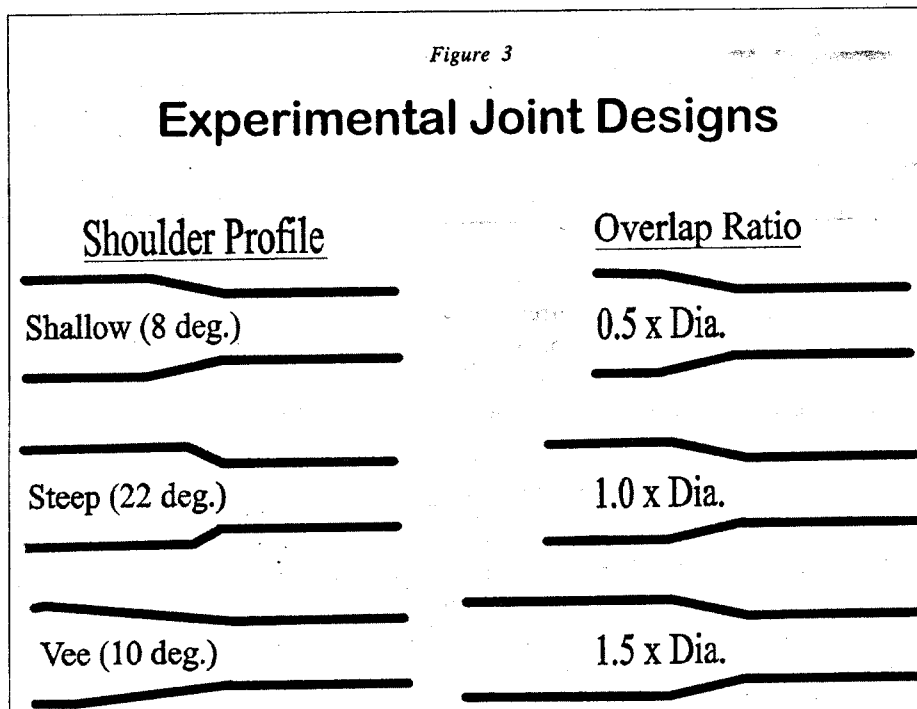 Figure 3
Experimental Joint Designs
Shoulder Profile
Shallow (8 deg.)
Steep (22 deg.)
Vee (10 deg.)
Overlap Ratio
0.5 x Dia.
1.0 x Dia.
1.5 x Dia.